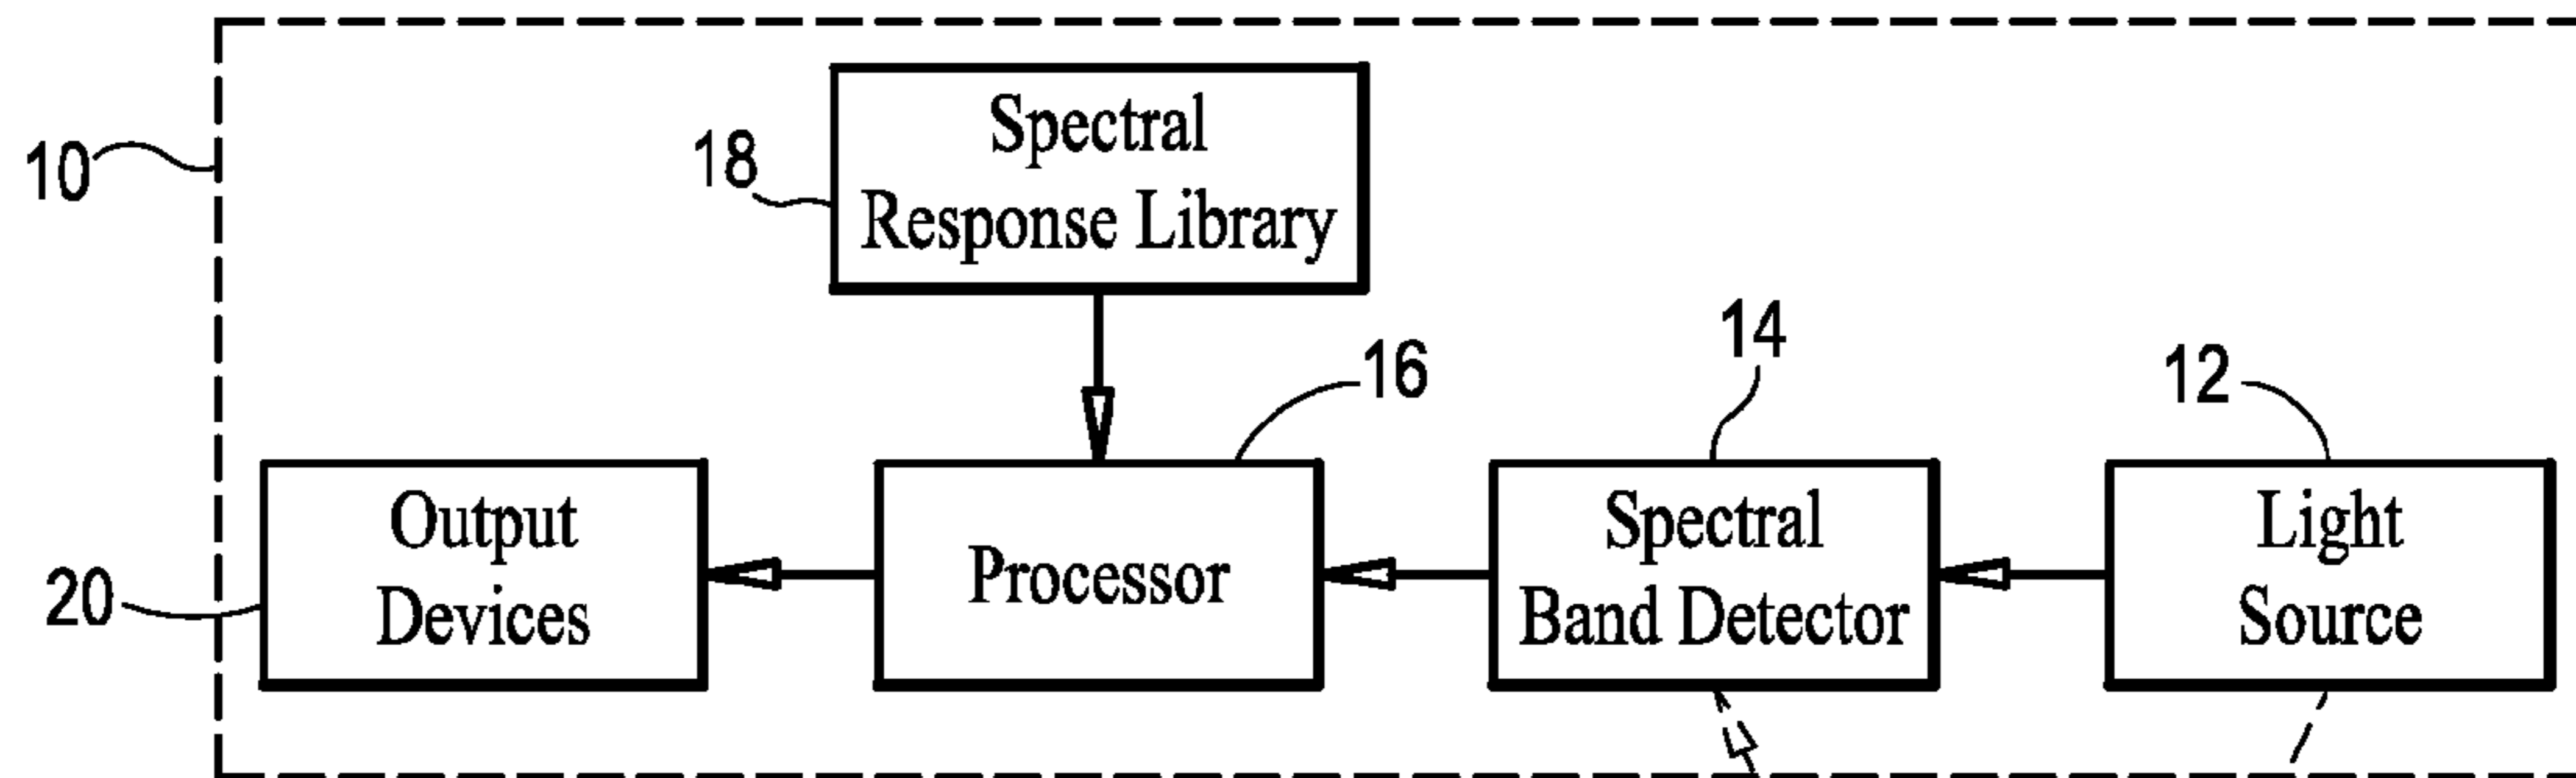 10
18
Spectral
Response Library
16
14
12
20
Output
Devices
Processor
Spectral
Band Detector
Light
Source